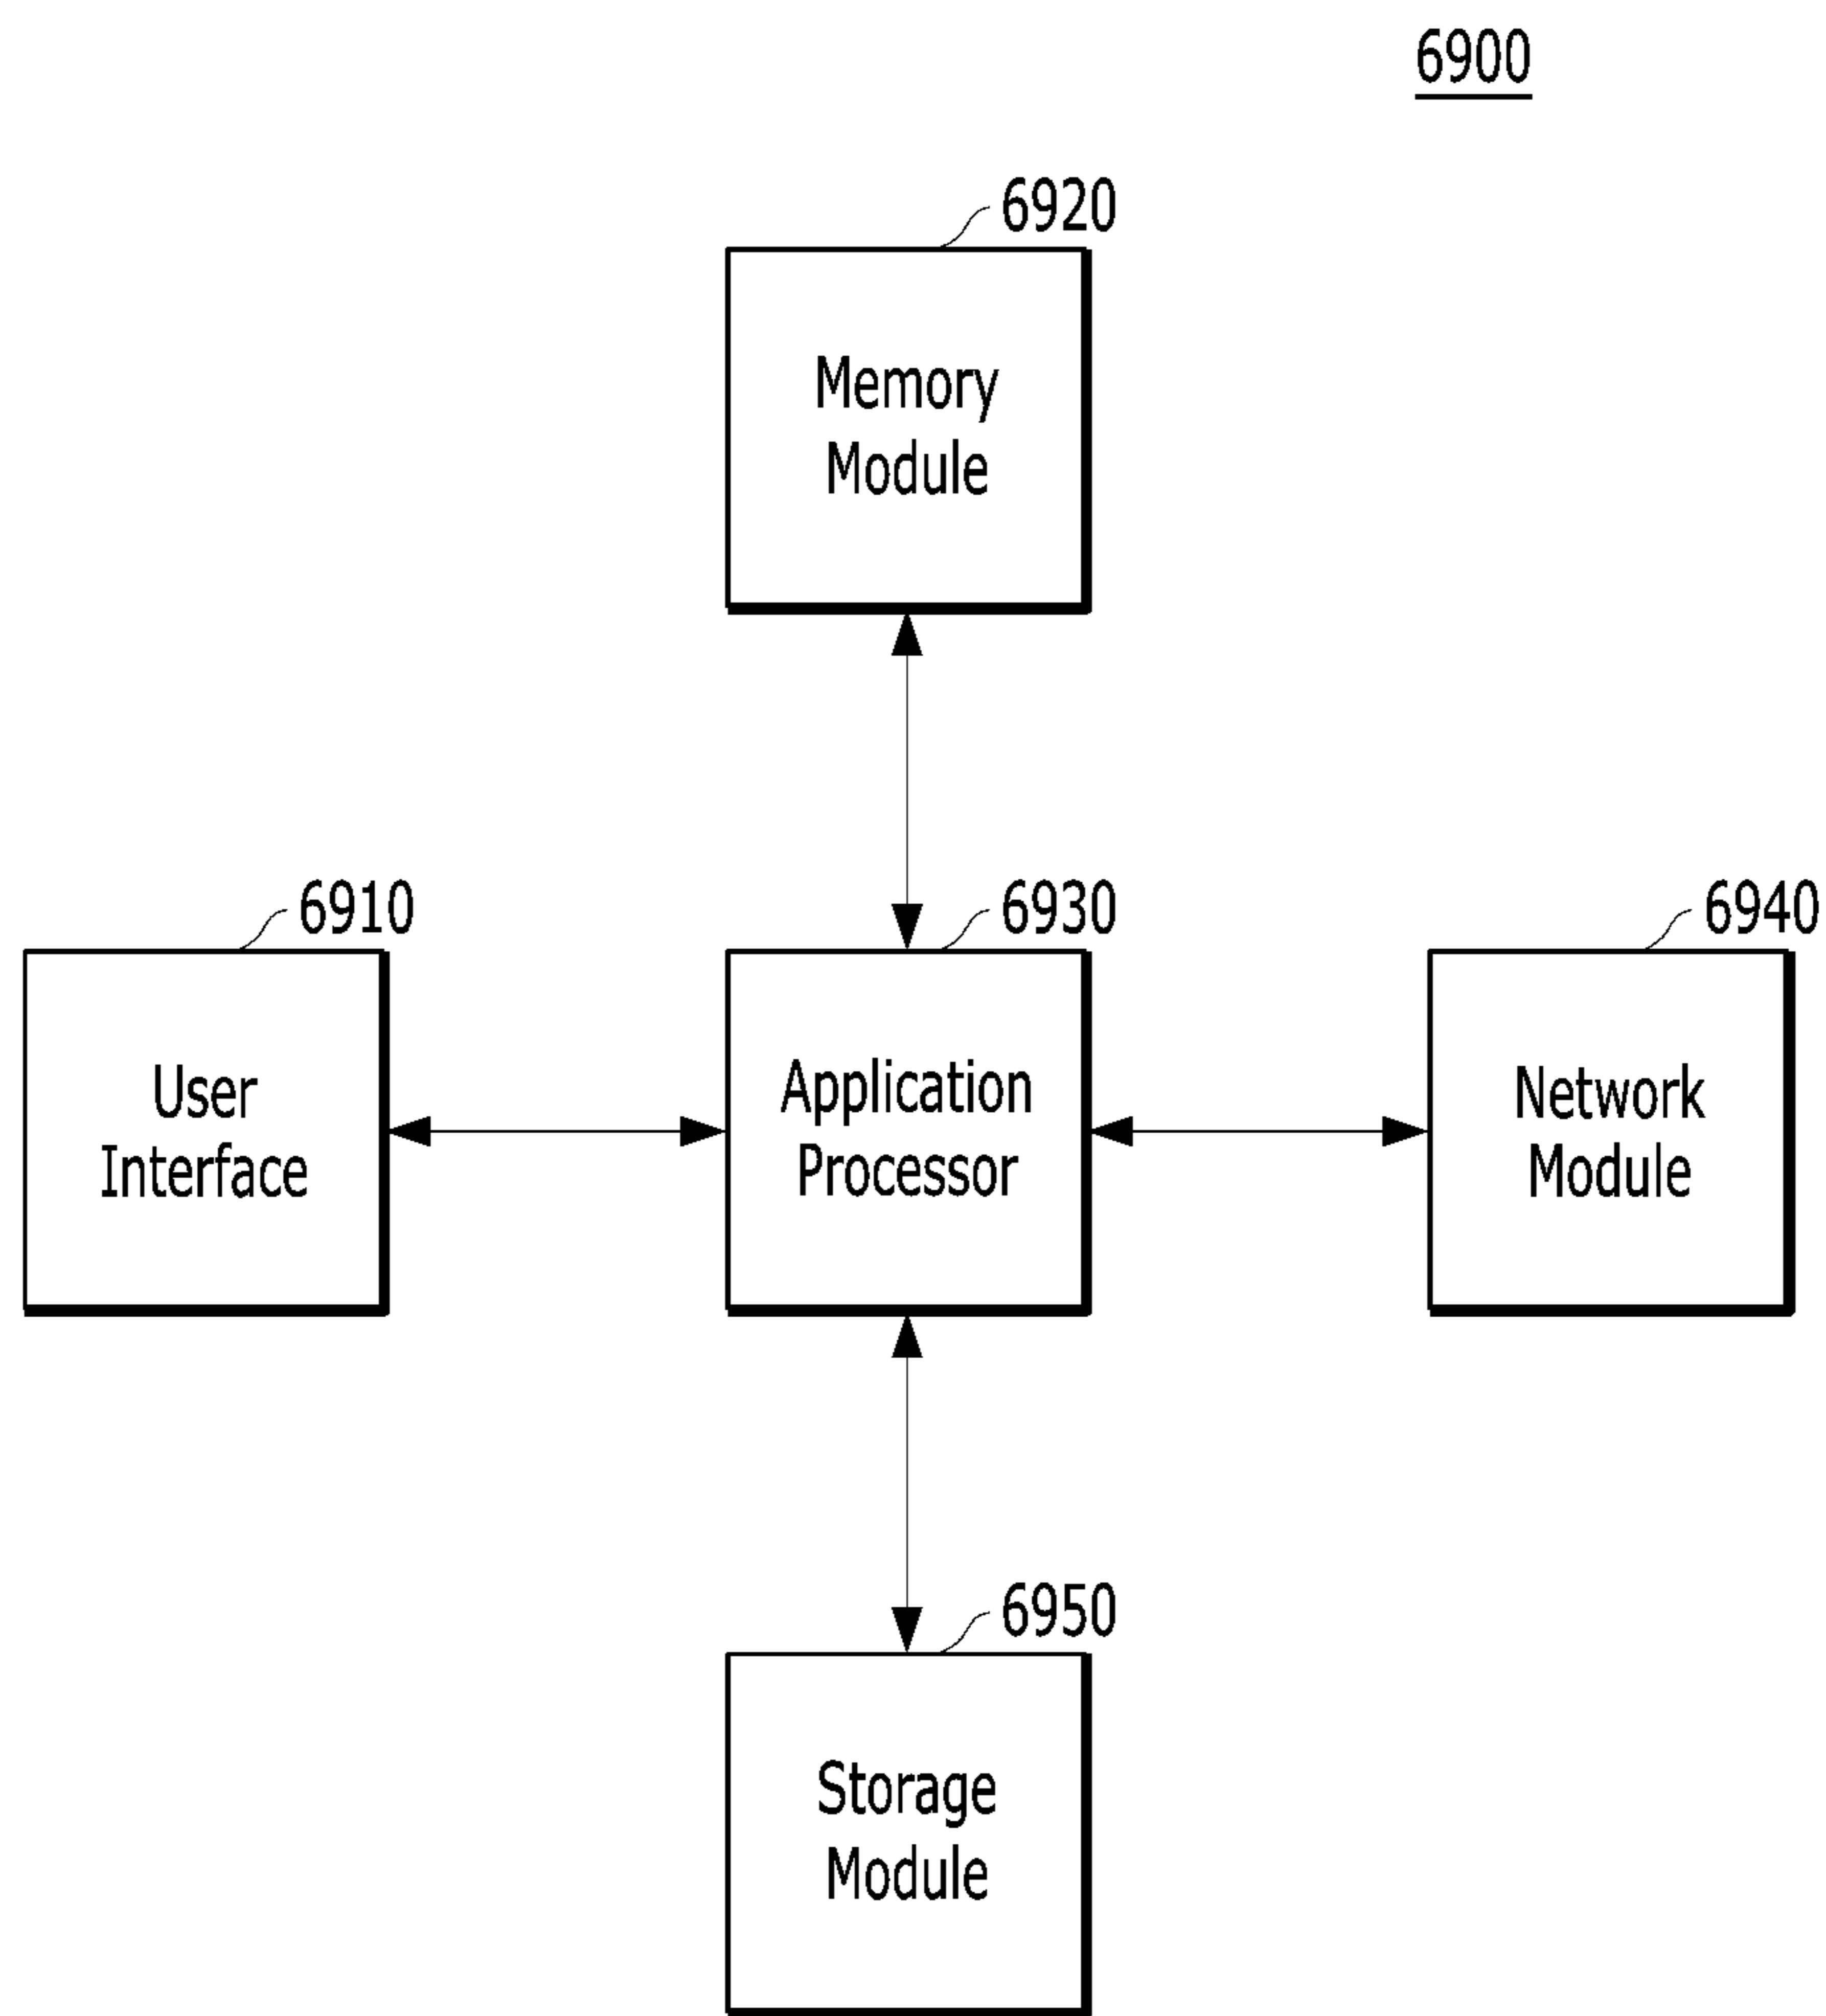 6900
6920
Memory
Module
6910
User
Interface
6930
Application
Processor
6940
Network
Module
6950
Storage
Module